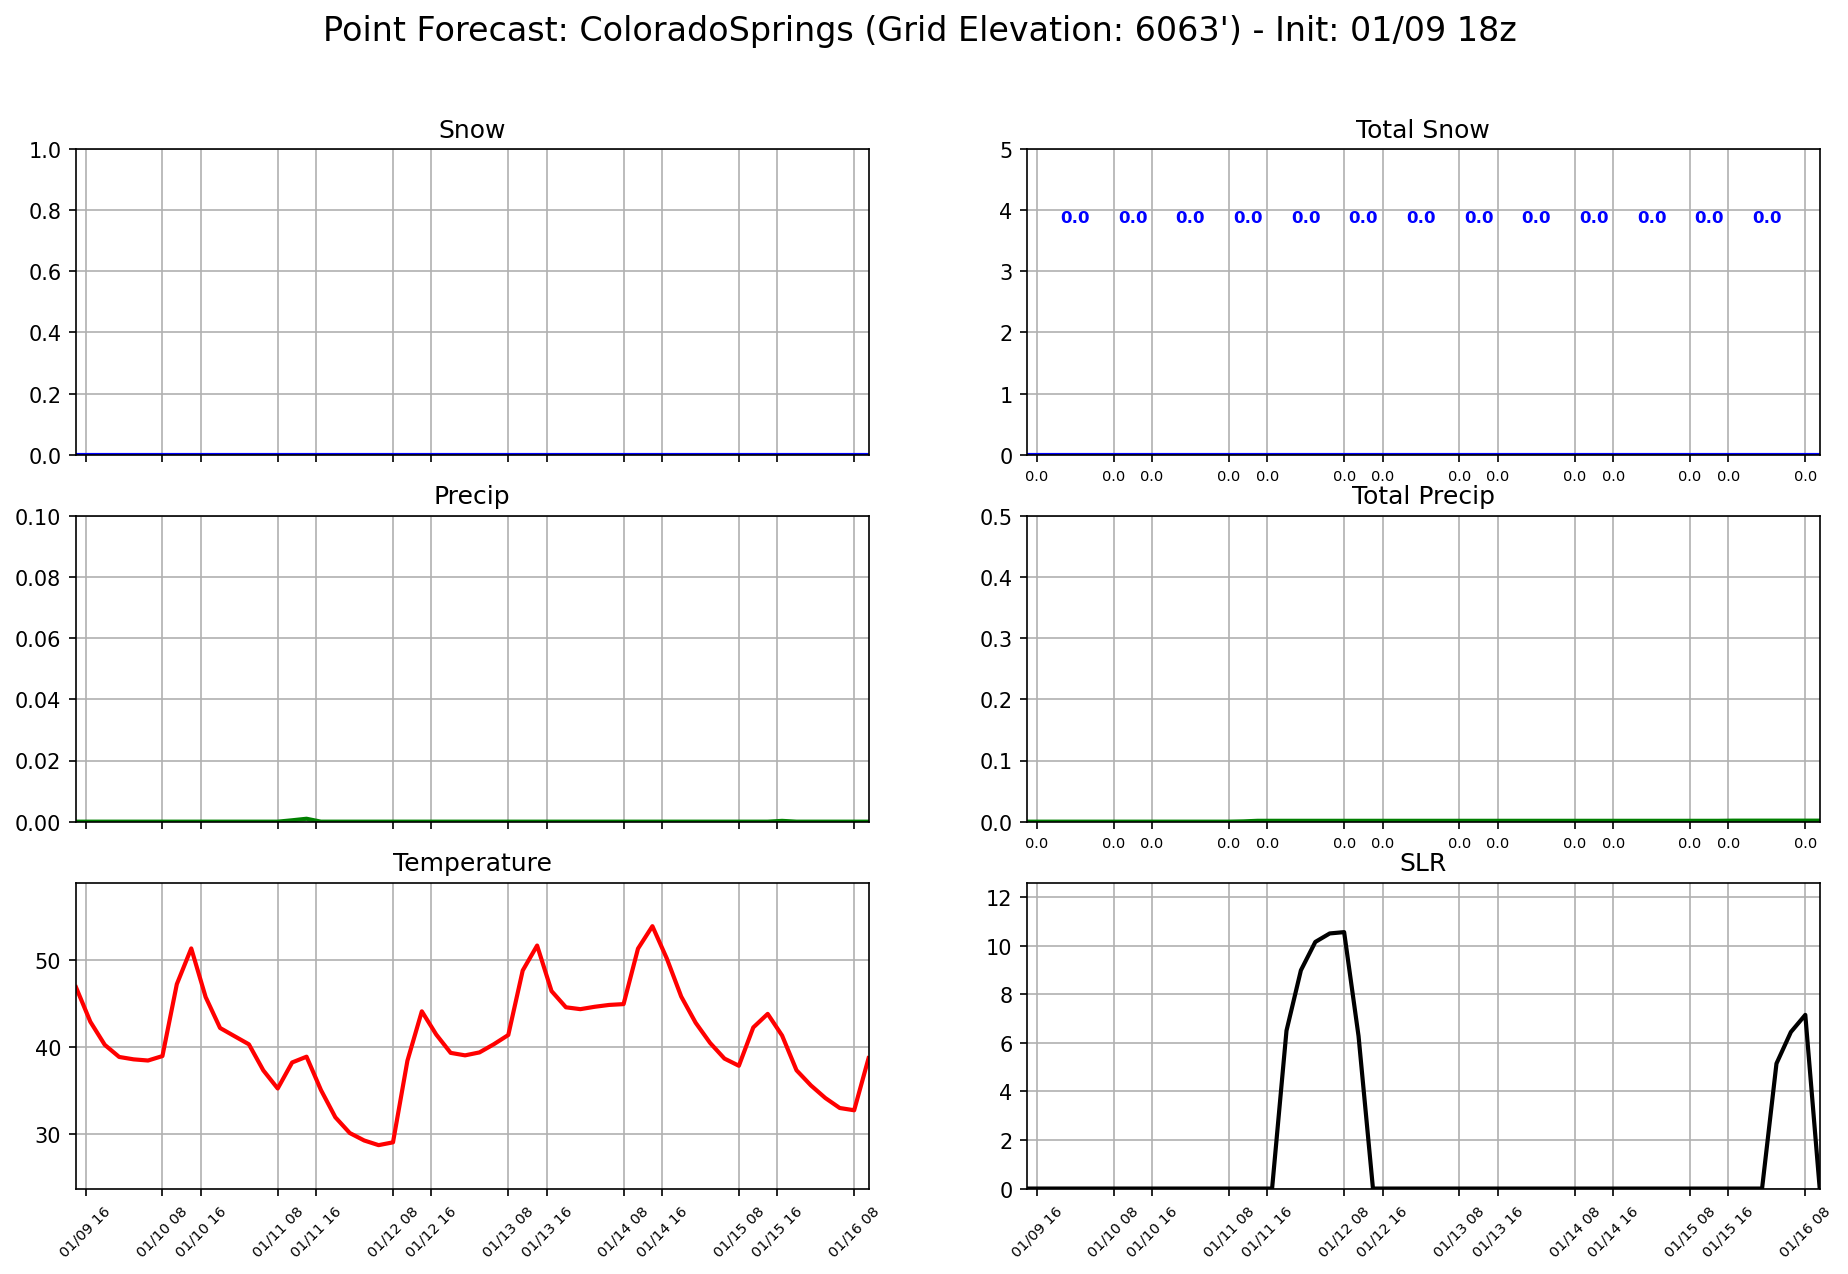 Point Forecast: ColoradoSprings (Grid Elevation: 6063') - Init: 01/09 18z
Snow
1.0
0.8
0.6
0.4
0.2
0.0
Total Snow
5
4
3
2
1
0
0.0 0.0 0.0 0.0 0.0 0.0 0.0 0.0 0.0 0.0 0.0 0.0 0.0
0.0 0.0 0.0 0.0 0.0 0.0 0.0 0.0 0.0 0.0 0.0 0.0 0.0 0.0
Precip
0.10
0.08
0.06
0.04
0.02
0.00
Total Precip
0.5
0.4
0.3
0.2
0.1
0.0
0.0 0.0 0.0 0.0 0.0 0.0 0.0 0.0 0.0 0.0 0.0 0.0 0.0 0.0
Temperature
50
40
30
01/09 16 01/10 08 01/10 16 01/11 08 01/11 16 01/12 08 01/12 16 01/13 08 01/13 16 01/14 08 01/14 16 01/15 08 01/15 16 01/16 08
SLR
12
10
8
6
4
2
0
01/09 16 01/10 08 01/10 16 01/11 08 01/11 16 01/12 08 01/12 16 01/13 08 01/13 16 01/14 08 01/14 16 01/15 08 01/15 16 01/16 08